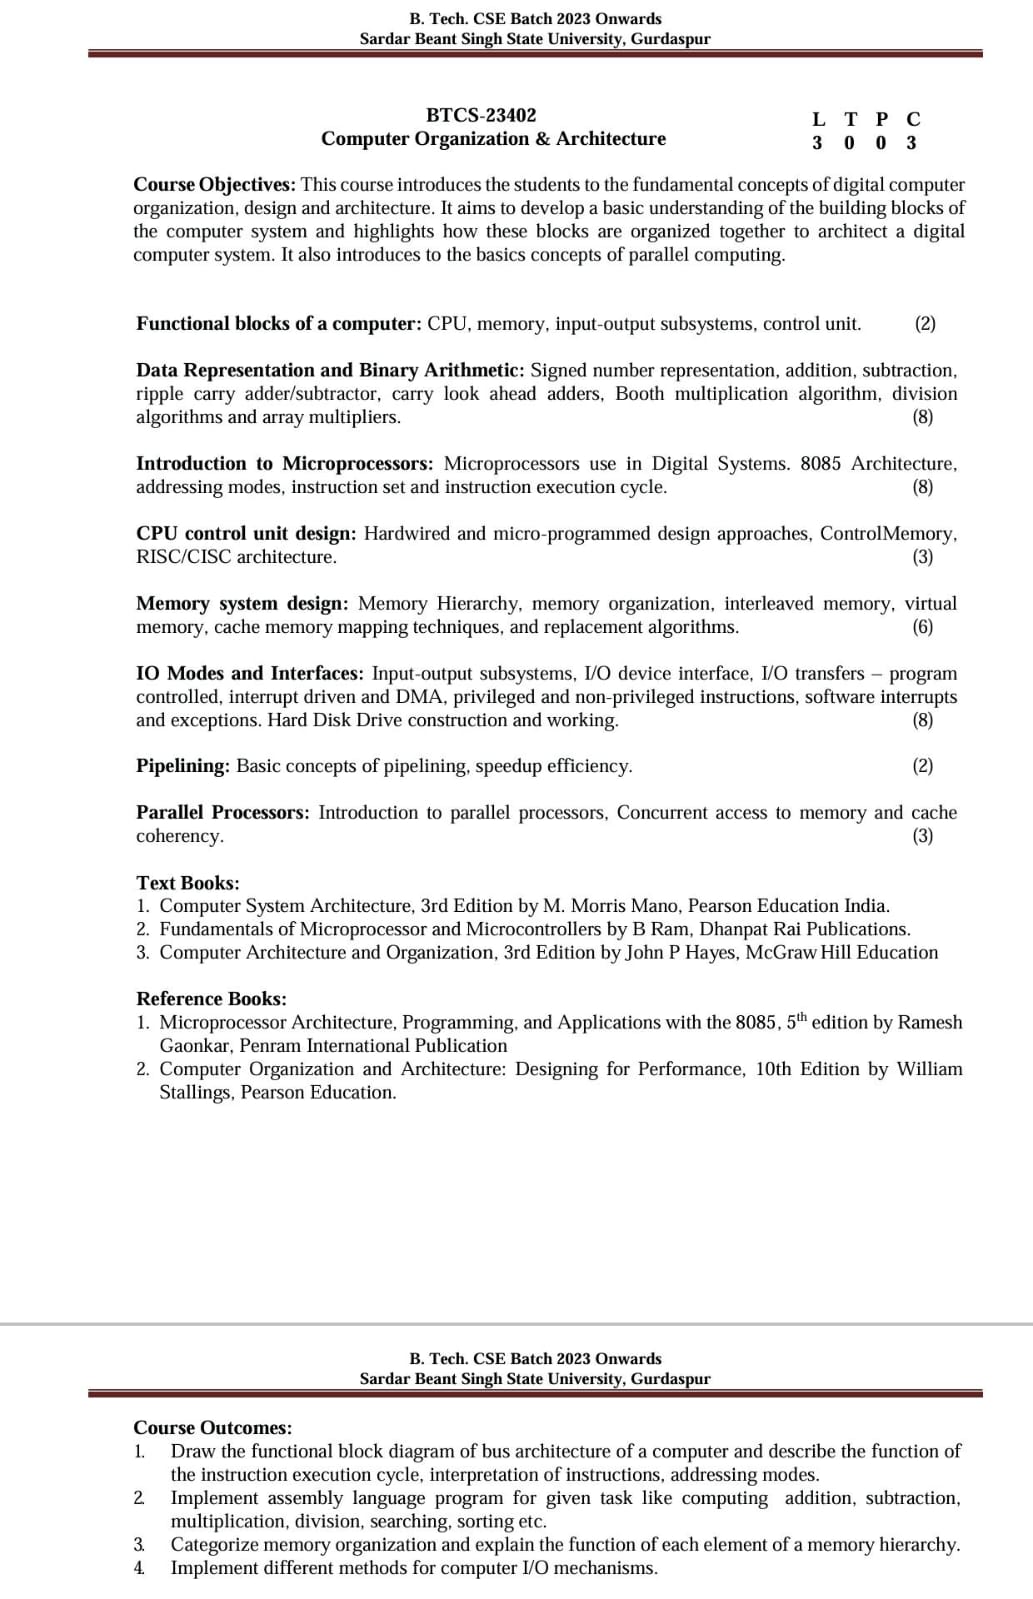 B. Tech. CSE Batch 2023 Onwards
Sardar Beant Singh State University, Gurdaspur
BTCS-23402
Computer Organization & Architecture
L T P C
3 0 0 3
Course Objectives: This course introduces the students to the fundamental concepts of digital computer
organization, design and architecture. It aims to develop a basic understanding of the building blocks of
the computer system and highlights how these blocks are organized together to architect a digital
computer system. It also introduces to the basics concepts of parallel computing.
Functional blocks of a computer: CPU, memory, input-output subsystems, control unit. (2)
Data Representation and Binary Arithmetic: Signed number representation, addition, subtraction,
ripple carry adder/subtractor, carry look ahead adders, Booth multiplication algorithm, division
algorithms and array multipliers. (8)
Introduction to Microprocessors: Microprocessors use in Digital Systems. 8085 Architecture,
addressing modes, instruction set and instruction execution cycle. (8)
CPU control unit design: Hardwired and micro-programmed design approaches, ControlMemory,
RISC/CISC architecture. (3)
Memory system design: Memory Hierarchy, memory organization, interleaved memory, virtual
memory, cache memory mapping techniques, and replacement algorithms. (6)
IO Modes and Interfaces: Input-output subsystems, I/O device interface, I/O transfers – program
controlled, interrupt driven and DMA, privileged and non-privileged instructions, software interrupts
and exceptions. Hard Disk Drive construction and working. (8)
Pipelining: Basic concepts of pipelining, speedup efficiency. (2)
Parallel Processors: Introduction to parallel processors, Concurrent access to memory and cache
coherency. (3)
Text Books:
1. Computer System Architecture, 3rd Edition by M. Morris Mano, Pearson Education India.
2. Fundamentals of Microprocessor and Microcontrollers by B Ram, Dhanpat Rai Publications.
3. Computer Architecture and Organization, 3rd Edition by John P Hayes, McGraw Hill Education
Reference Books:
1. Microprocessor Architecture, Programming, and Applications with the 8085, 5th edition by Ramesh
Gaonkar, Penram International Publication
2. Computer Organization and Architecture: Designing for Performance, 10th Edition by William
Stallings, Pearson Education.
B. Tech. CSE Batch 2023 Onwards
Sardar Beant Singh State University, Gurdaspur
Course Outcomes:
1. Draw the functional block diagram of bus architecture of a computer and describe the function of
the instruction execution cycle, interpretation of instructions, addressing modes.
2. Implement assembly language program for given task like computing addition, subtraction,
multiplication, division, searching, sorting etc.
3. Categorize memory organization and explain the function of each element of a memory hierarchy.
4. Implement different methods for computer I/O mechanisms.